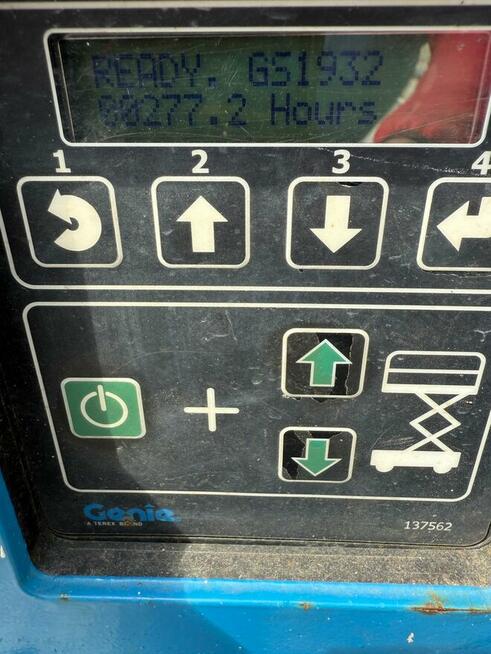 READY. GS1932
00277.2 Hours
1 2 3 4
Genie
A TEREX BRAND
137562